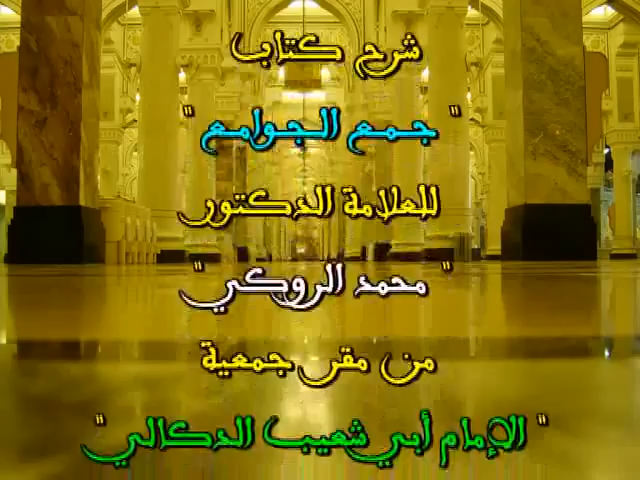 شرح كتاب
" جمع الجوامع "
للعلامة الدكتور
" محمد الروكي "
من مقر جمعية
" الإمام أبي شعيب الدكالي "